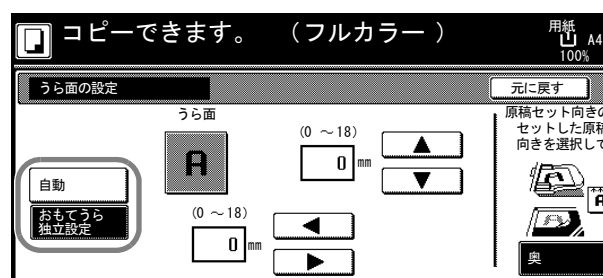 コピーできます。 （フルカラー ）
用紙
A4
100%
うら面の設定
元に戻す
うら面
A
(0 ～18)
0 mm
自動
おもてうら
独立設定
(0 ～18)
0 mm
原稿セット向きの
セットした原稿
向きを選択して
A
奥